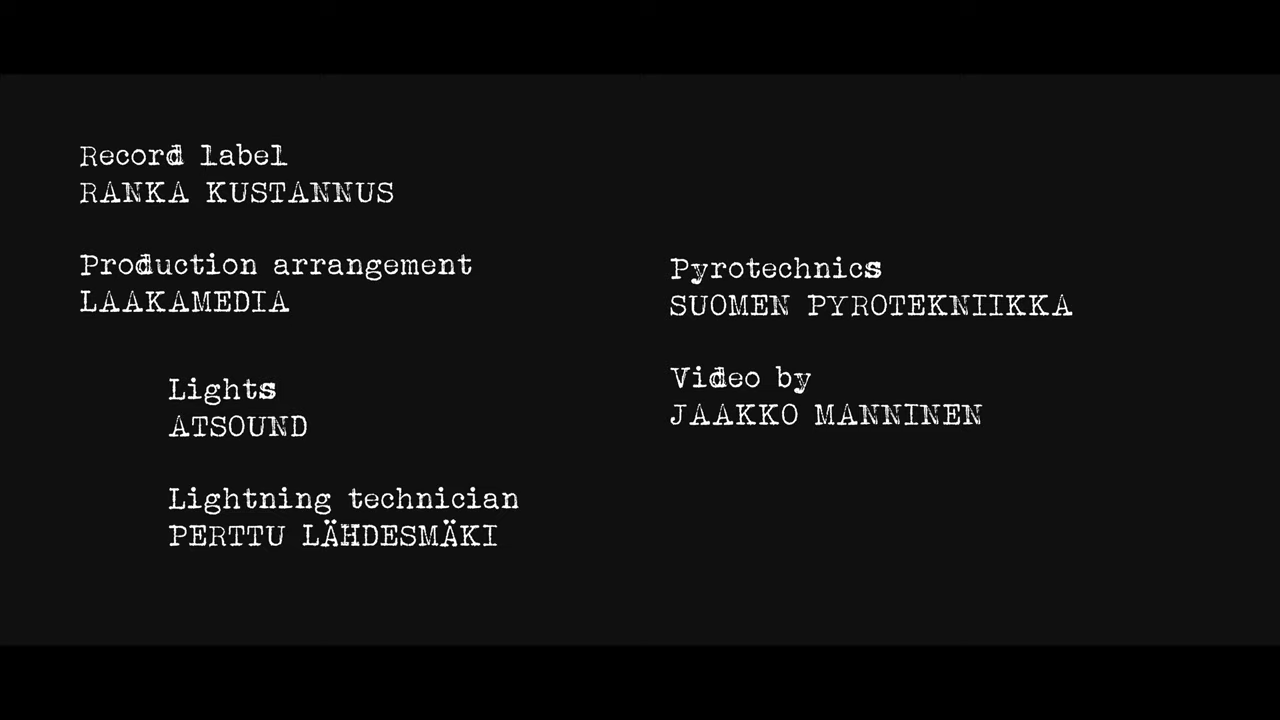 Record label
RANKA KUSTANNUS
Production arrangement
LAAKAMEDIA
Lights
ATSOUND
Lightning technician
PERTTU LÄHDESMÄKI
Pyrotechnics
SUOMEN PYROTEKNIIKKA
Video by
JAAKKO MANNINEN